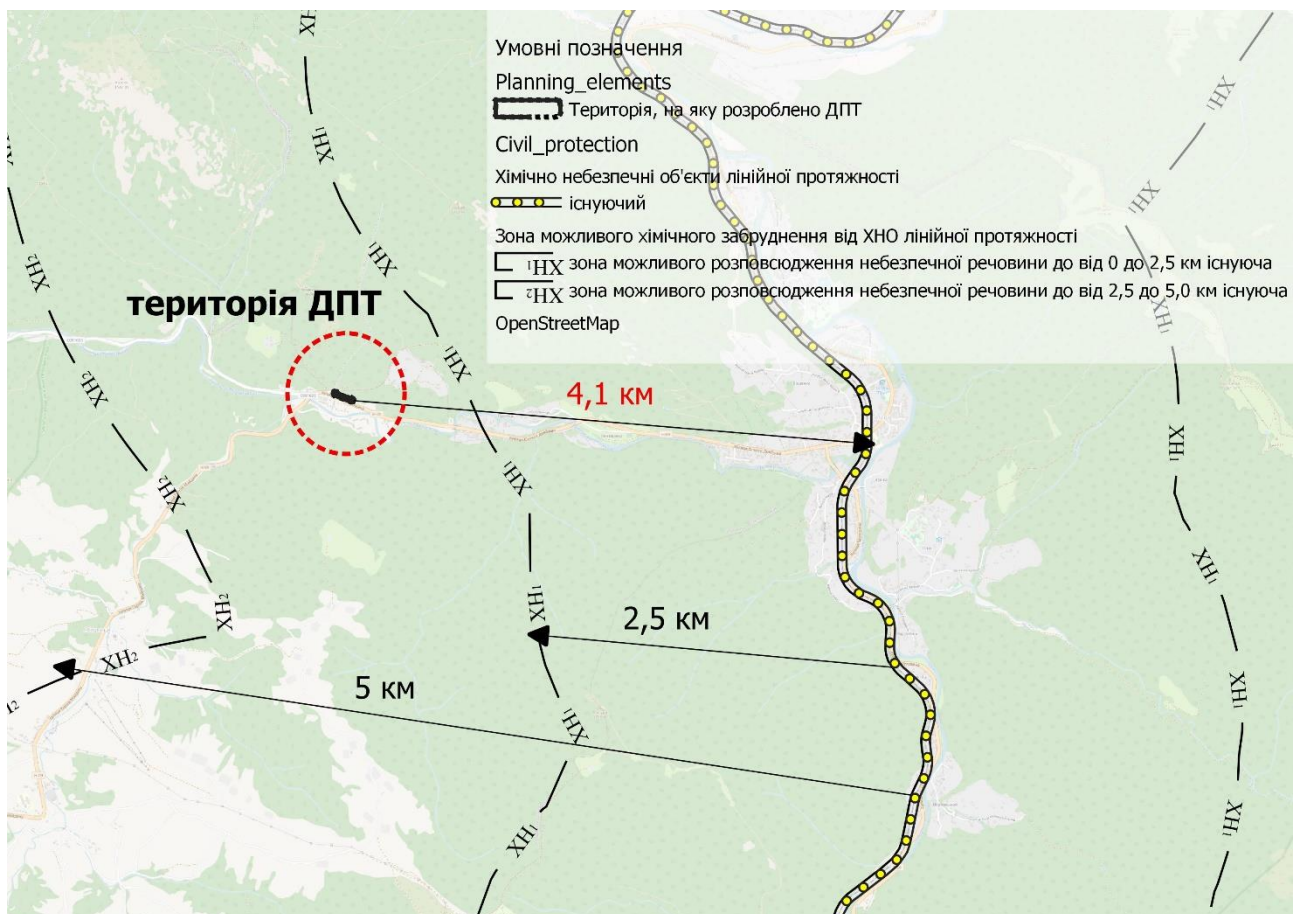 Умовні позначення
Planning_elements
Територія, на яку розроблено ДПТ
Civil_protection
Хімічно небезпечні об'єкти лінійної протяжності
існуючий
Зона можливого хімічного забруднення від ХНО лінійної протяжності
ХН₁ зона можливого розповсюдження небезпечної речовини до від 0 до 2,5 км існуюча
ХН₂ зона можливого розповсюдження небезпечної речовини до від 2,5 до 5,0 км існуюча
OpenStreetMap
ХН₁
ХН₁
ХН₁
ХН₁
ХН₁
ХН₁
ХН₁
ХН₁
ХН₁
ХН₂
ХН₂
ХН₂
ХН₂
ХН₂
ХН₂
територія ДПТ
4,1 км
2,5 км
5 км
ХН₁
ХН₁
ХН₁
ХН₁
ХН₁
ХН₁
ХН₁